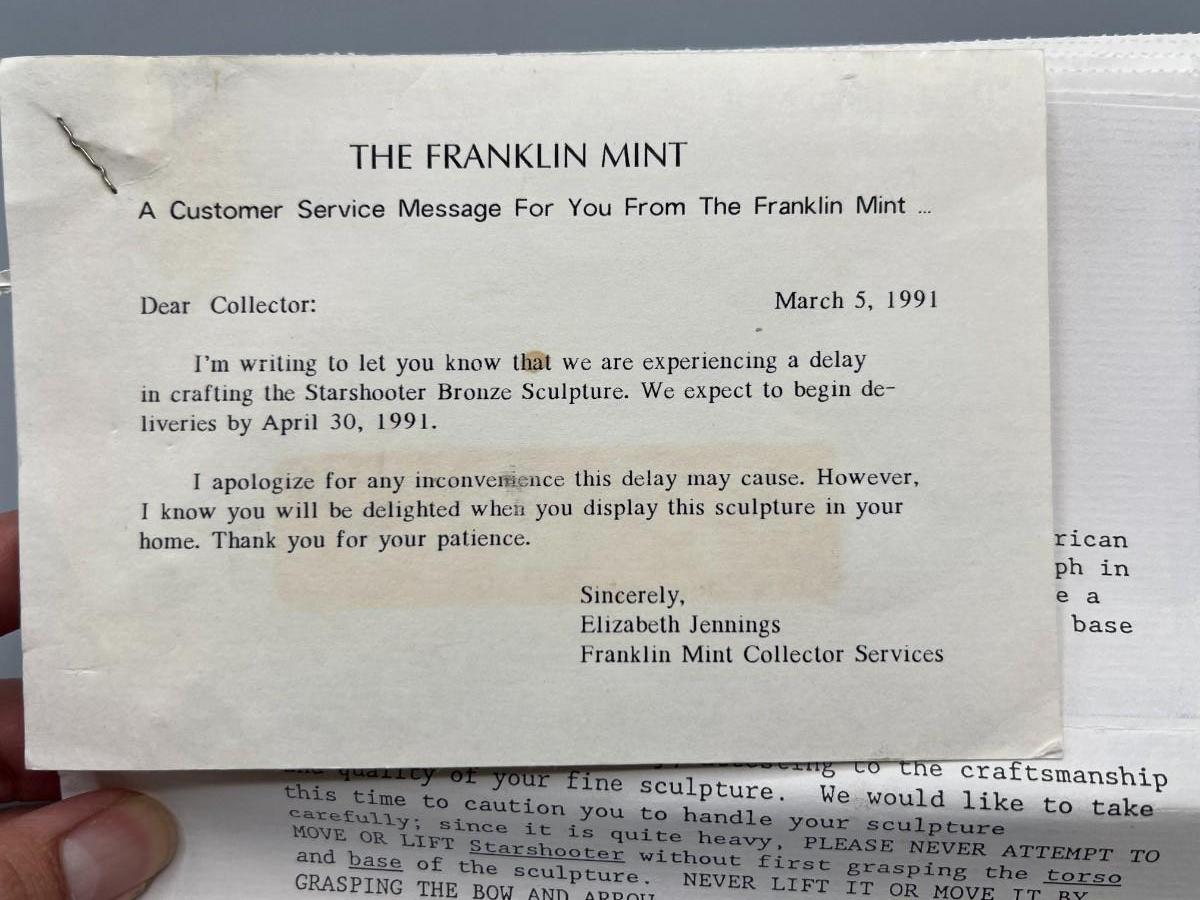 THE FRANKLIN MINT
A Customer Service Message For You From The Franklin Mint ...
Dear Collector:
March 5, 1991
I'm writing to let you know that we are experiencing a delay
in crafting the Starshooter Bronze Sculpture. We expect to begin de-
liveries by April 30, 1991.
I apologize for any inconvenience this delay may cause. However,
I know you will be delighted when you display this sculpture in your
home. Thank you for your patience.
Sincerely,
Elizabeth Jennings
Franklin Mint Collector Services
rican
ph in
e a
base
to the craftsmanship
quality of your fine sculpture. We would like to take
this time to caution you to handle your sculpture
carefully; since it is quite heavy, PLEASE NEVER ATTEMPT TO
MOVE OR LIFT Starshooter without first grasping the torso
and base of the sculpture. NEVER LIFT IT OR MOVE IT BY
GRASPING THE BOW AND ARROW